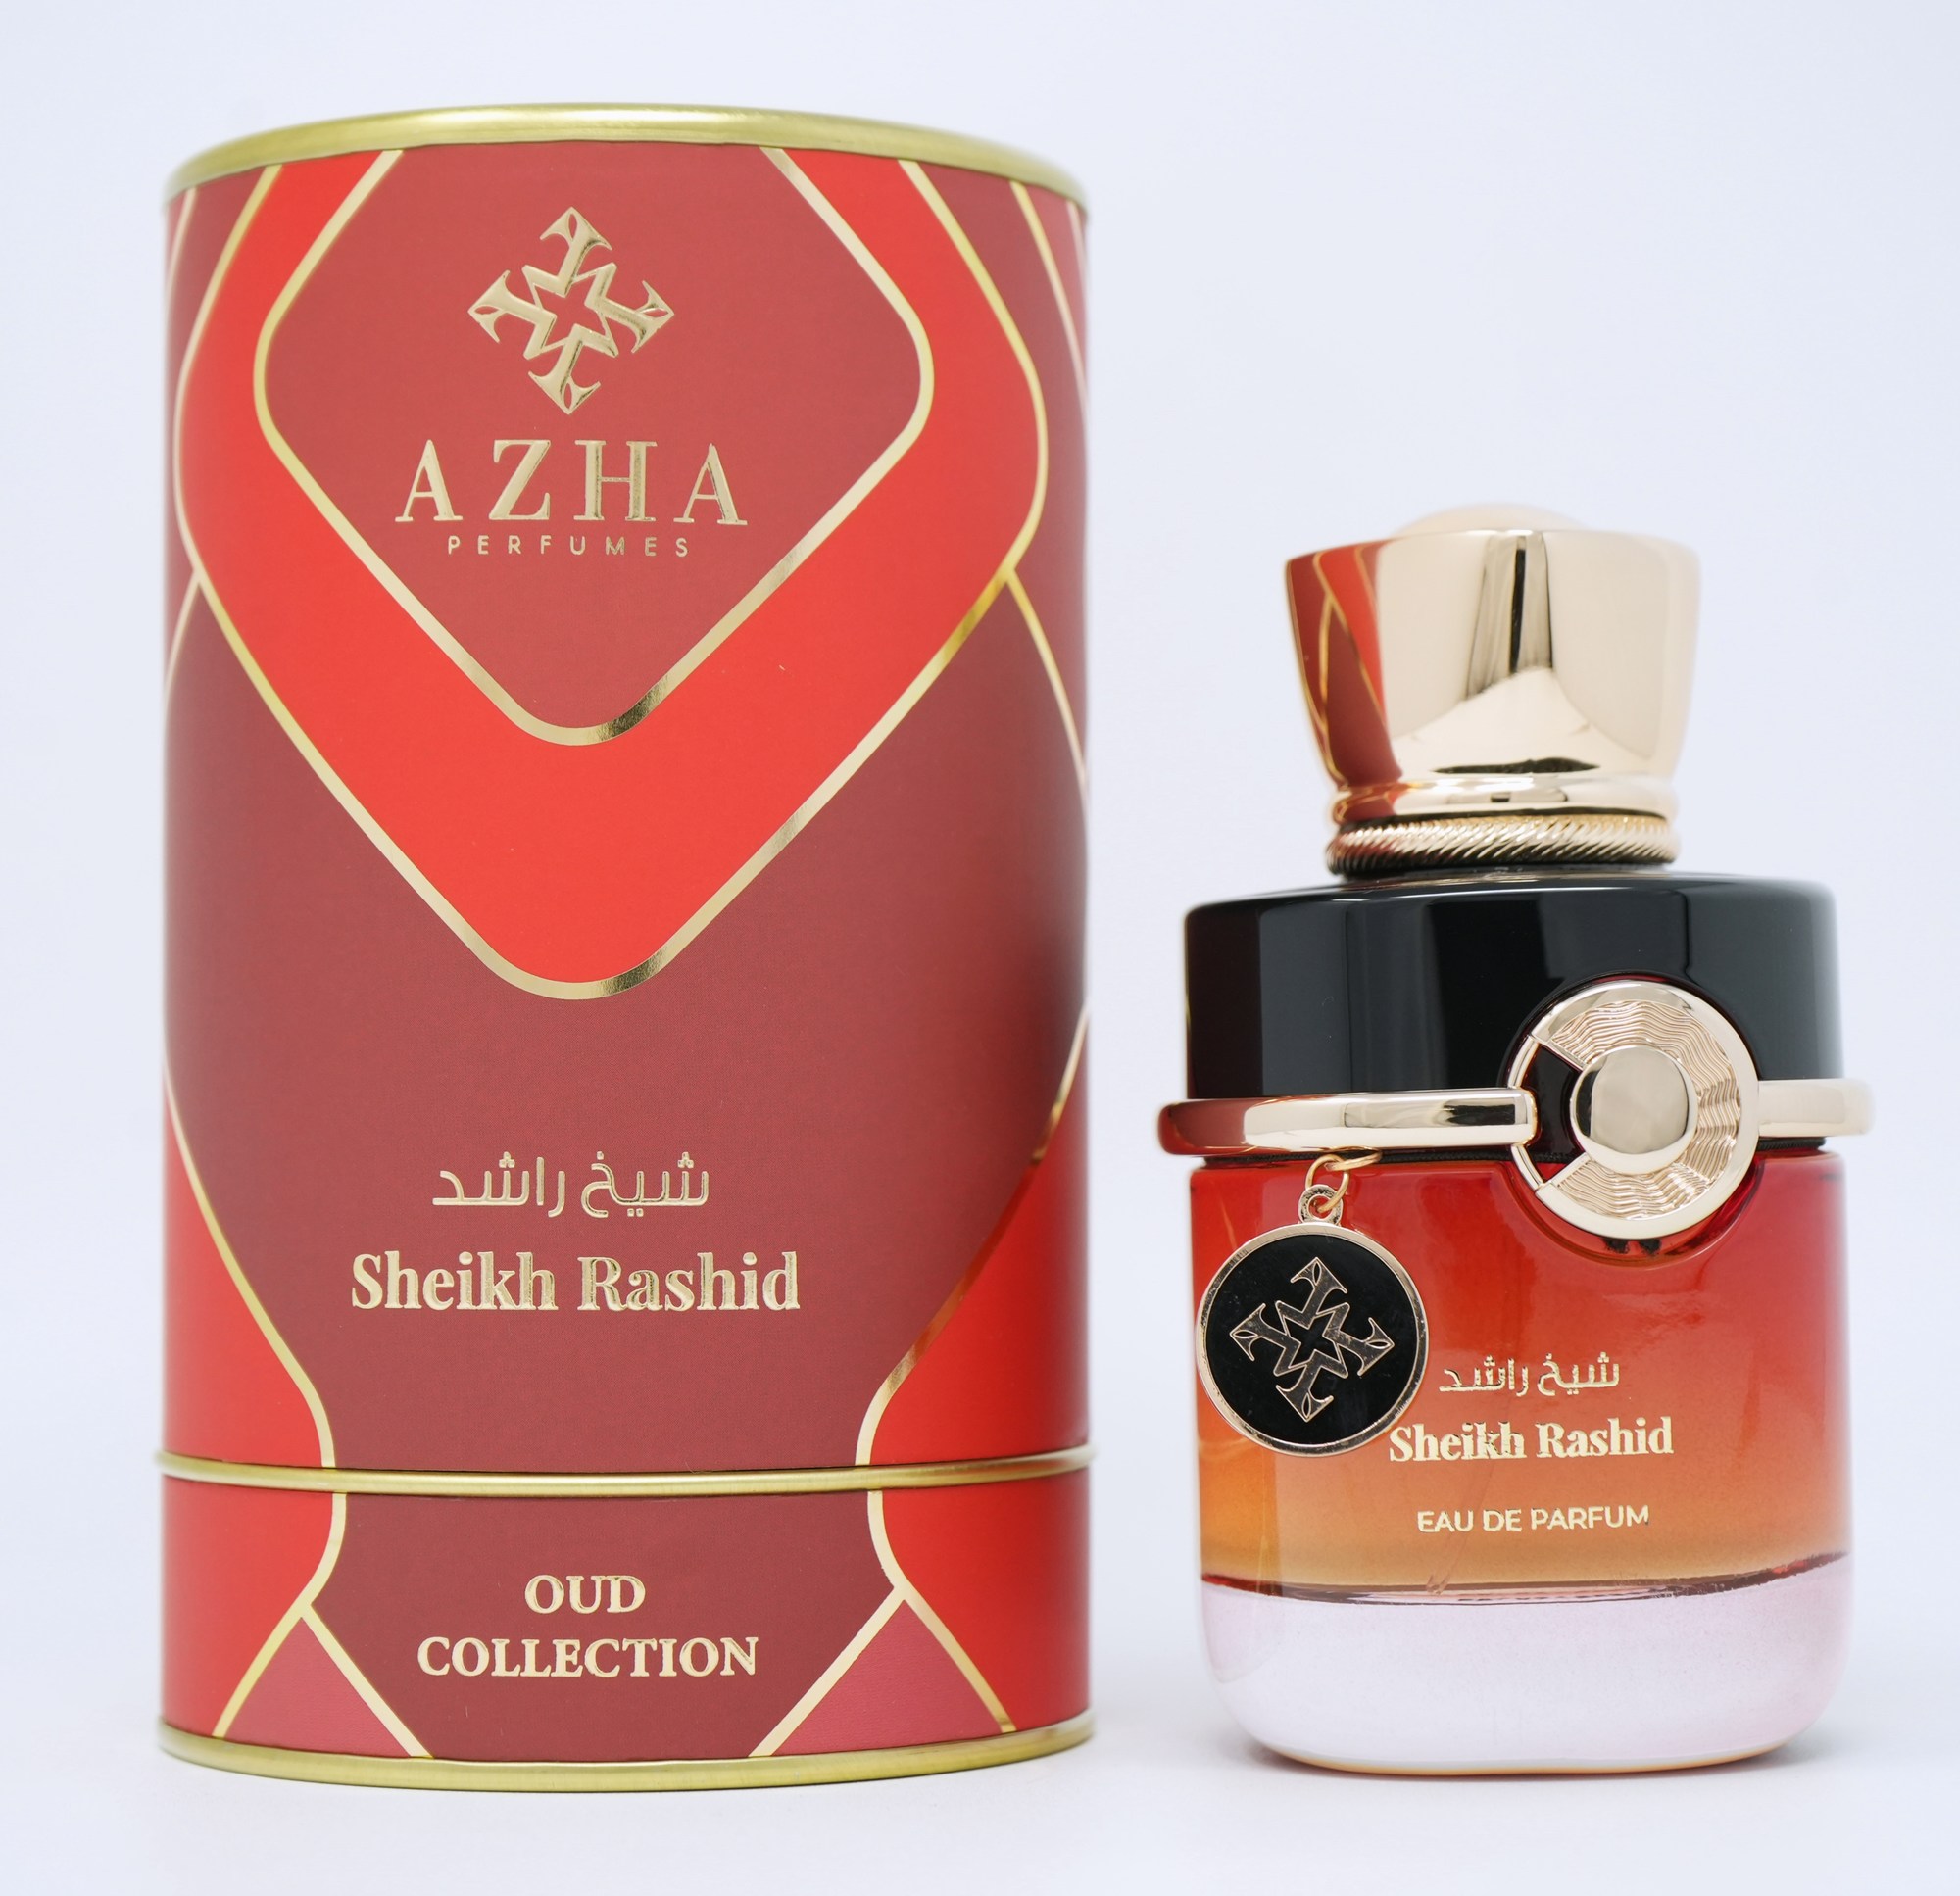 AZHA
PERFUMES
شيخ راشد
Sheikh Rashid
OUD
COLLECTION
شيخ راشد
Sheikh Rashid
EAU DE PARFUM